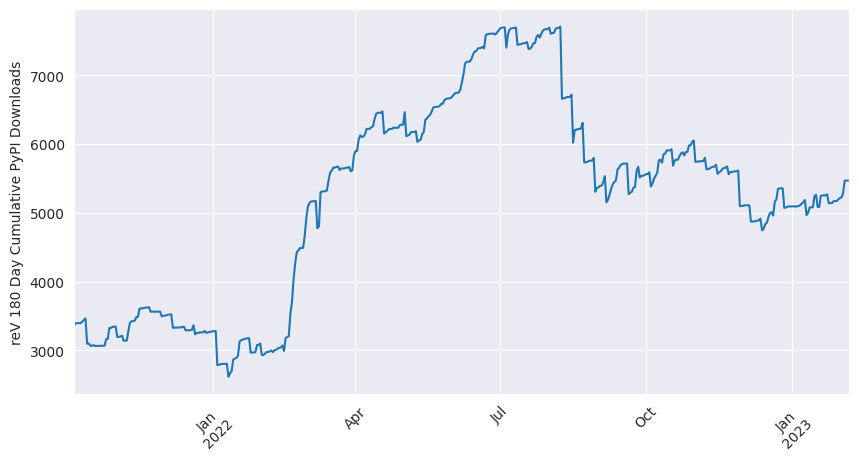 reV 180 Day Cumulative PyPI Downloads
7000
6000
5000
4000
3000
Jan
2022
Apr
Jul
Oct
Jan
2023